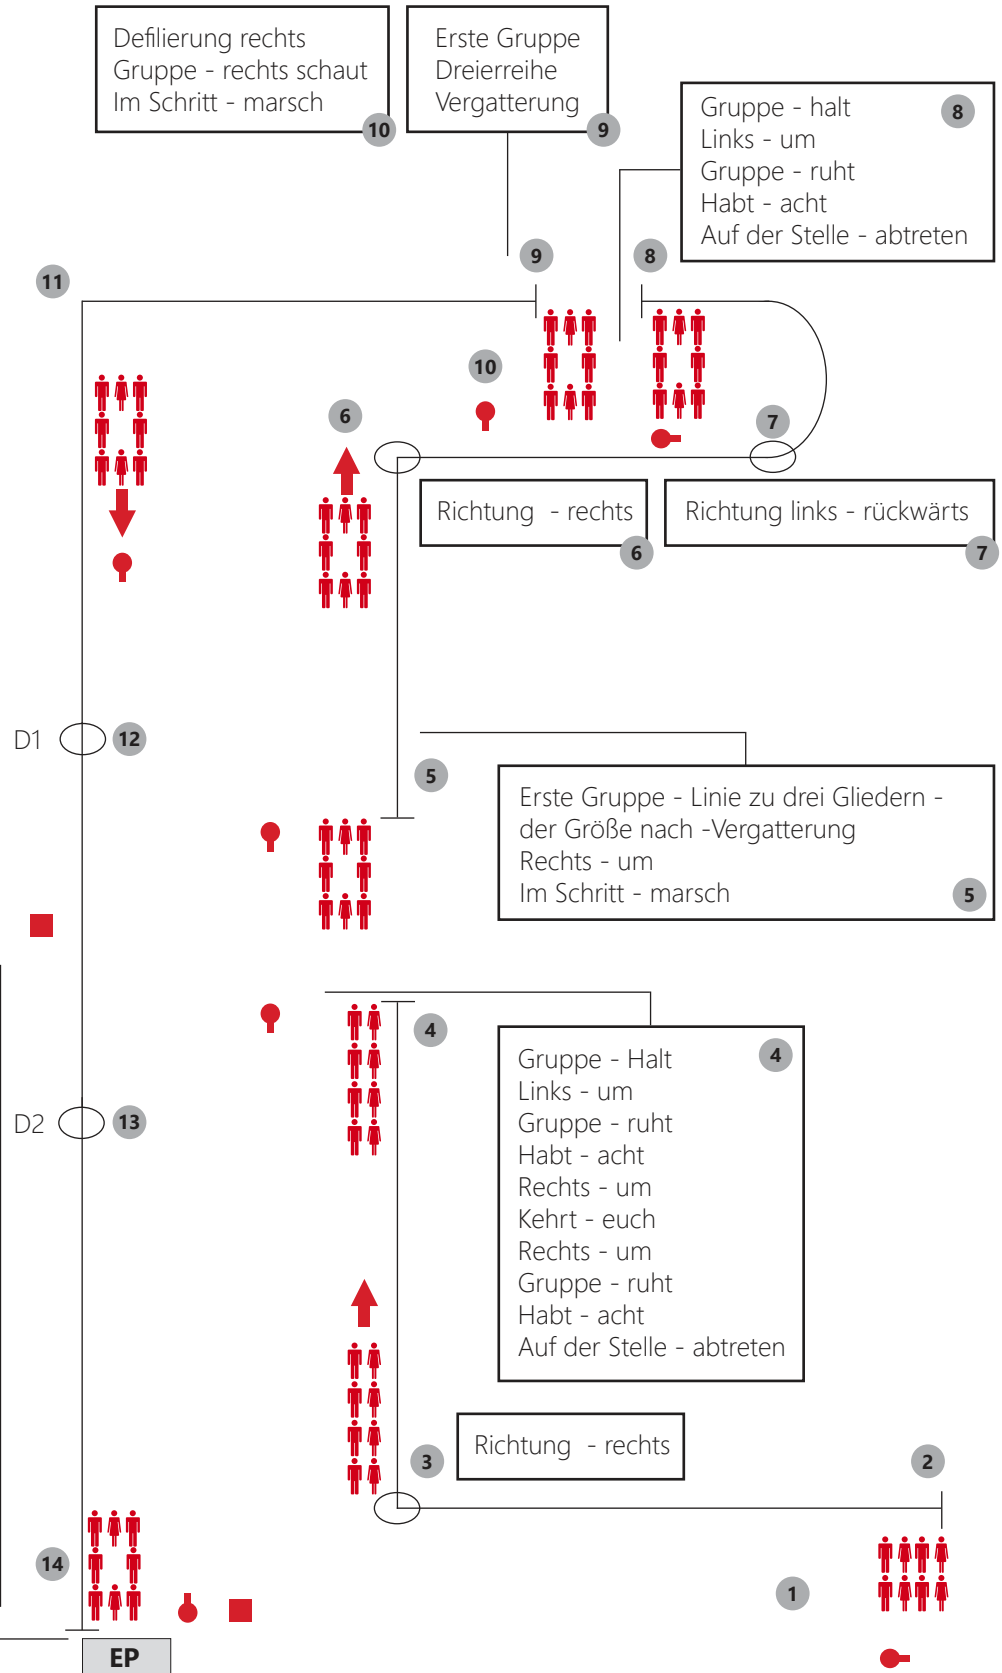 Defilierung rechts
Gruppe - rechts schaut
Im Schritt - marsch
10
Erste Gruppe
Dreierreihe
Vergatterung
9
Gruppe - halt
8
Links - um
Gruppe - ruht
Habt - acht
Auf der Stelle - abtreten
9
8
11
10
6
7
Richtung - rechts
6
Richtung links - rückwärts
7
D1
12
5
Erste Gruppe - Linie zu drei Gliedern -
der Größe nach -Vergatterung
Rechts - um
Im Schritt - marsch
5
4
Gruppe - Halt
4
Links - um
Gruppe - ruht
Habt - acht
Rechts - um
Kehrt - euch
Rechts - um
Gruppe - ruht
Habt - acht
Auf der Stelle - abtreten
D2
13
Richtung - rechts
3
2
14
1
EP